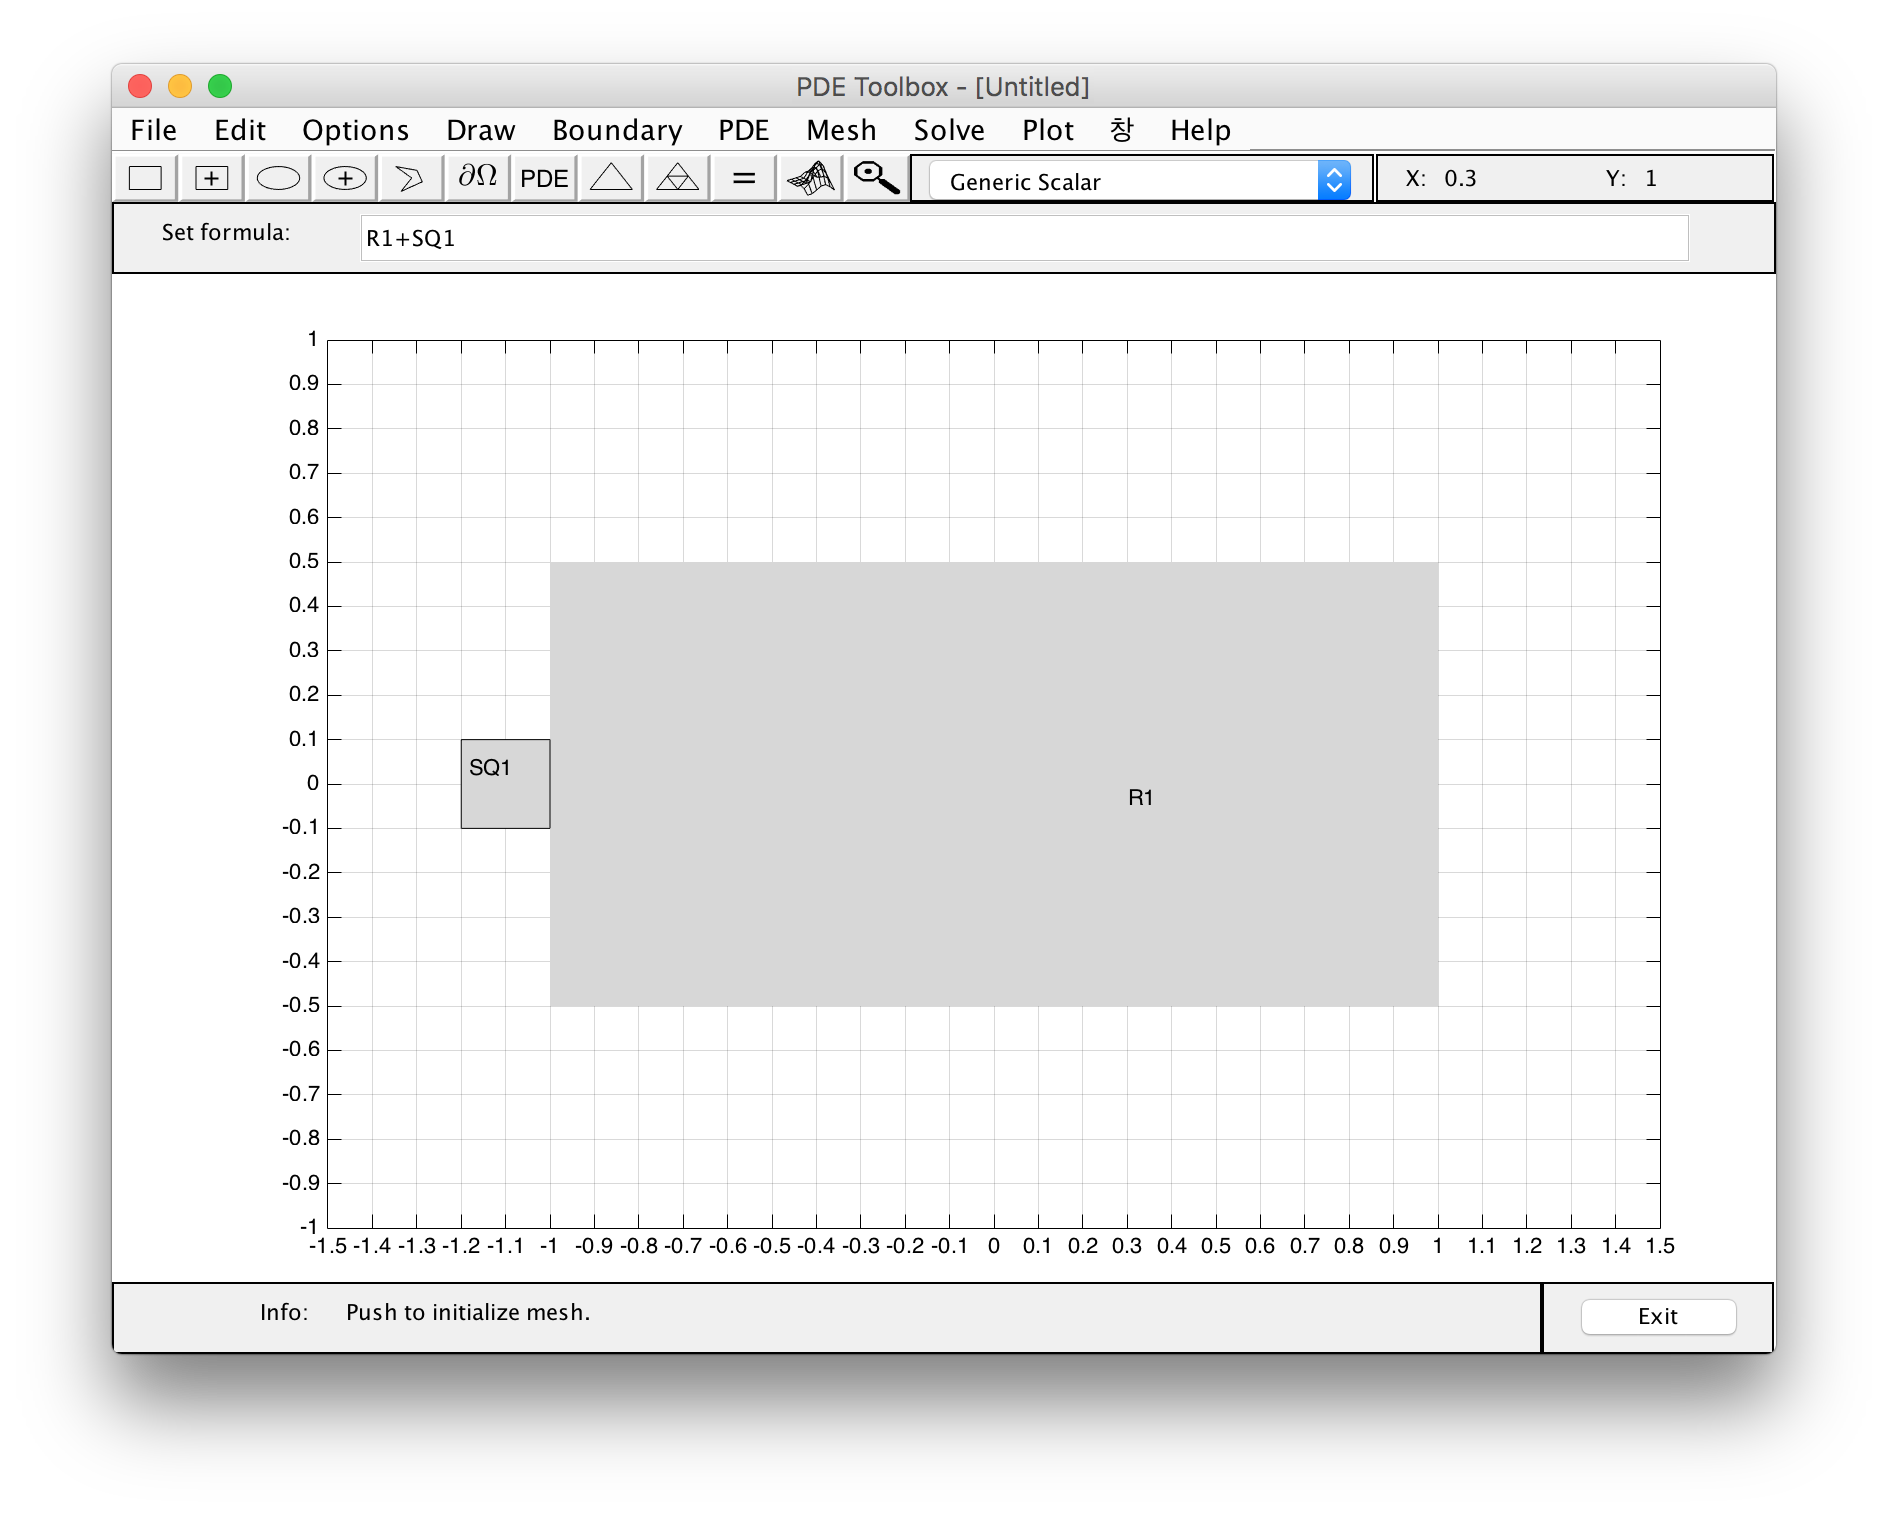 PDE Toolbox - [Untitled]
File Edit Options Draw Boundary PDE Mesh Solve Plot 창 Help
∂Ω PDE = Generic Scalar X: 0.3 Y: 1
Set formula: R1+SQ1
1
0.9
0.8
0.7
0.6
0.5
0.4
0.3
0.2
0.1
SQ1
0
R1
-0.1
-0.2
-0.3
-0.4
-0.5
-0.6
-0.7
-0.8
-0.9
-1
-1.5 -1.4 -1.3 -1.2 -1.1 -1 -0.9 -0.8 -0.7 -0.6 -0.5 -0.4 -0.3 -0.2 -0.1 0 0.1 0.2 0.3 0.4 0.5 0.6 0.7 0.8 0.9 1 1.1 1.2 1.3 1.4 1.5
Info: Push to initialize mesh. Exit